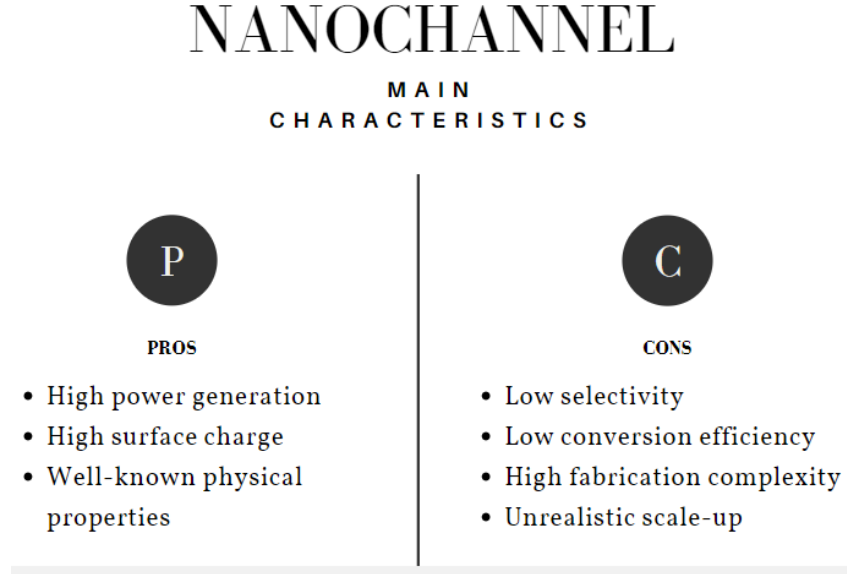 NANOCHANNEL
MAIN
CHARACTERISTICS
P
PROS
• High power generation
• High surface charge
• Well-known physical
properties
C
CONS
• Low selectivity
• Low conversion efficiency
• High fabrication complexity
• Unrealistic scale-up